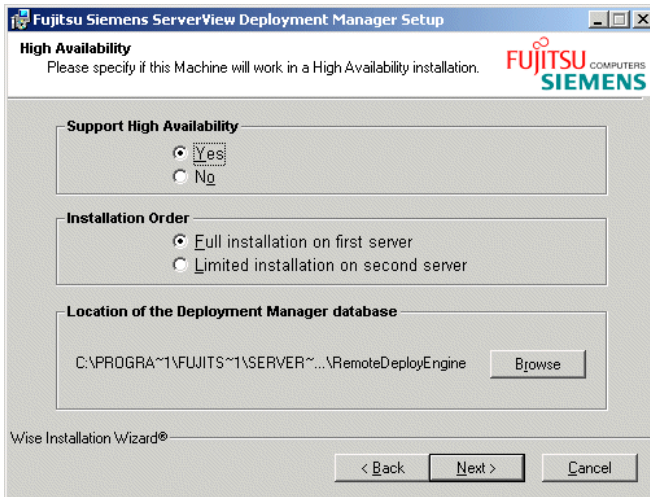 Fujitsu Siemens ServerView Deployment Manager Setup
High Availability
Please specify if this Machine will work in a High Availability installation.
FUJITSU COMPUTERS
SIEMENS
Support High Availability
Yes
No
Installation Order
Full installation on first server
Limited installation on second server
Location of the Deployment Manager database
C:\PROGRA~1\FUJITS~1\SERVER~...\RemoteDeployEngine
Browse
Wise Installation Wizard®
< Back
Next >
Cancel